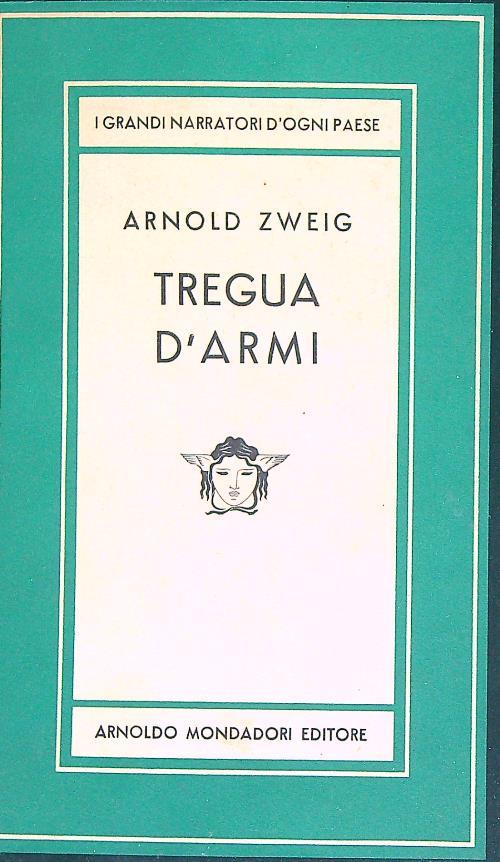 I GRANDI NARRATORI D'OGNI PAESE
ARNOLD ZWEIG
TREGUA
D'ARMI
ARNOLDO MONDADORI EDITORE